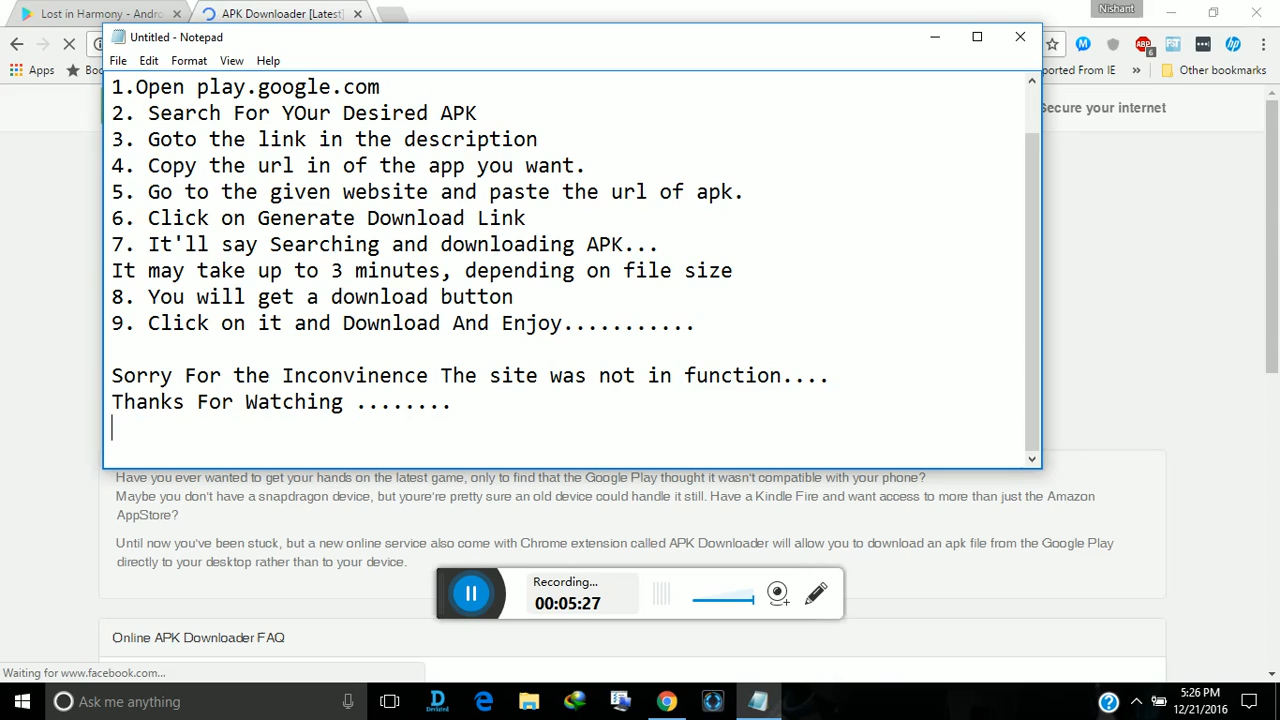 Lost in Harmony - Andro
APK Downloader [Latest]
Nishant
Untitled - Notepad
File Edit Format View Help
ABP
6
Apps
Boo
ported From IE
»
Other bookmarks
1.Open play.google.com
Secure your internet
2. Search For YOur Desired APK
3. Goto the link in the description
4. Copy the url in of the app you want.
5. Go to the given website and paste the url of apk.
6. Click on Generate Download Link
7. It'll say Searching and downloading APK...
It may take up to 3 minutes, depending on file size
8. You will get a download button
9. Click on it and Download And Enjoy...........
Sorry For the Inconvinence The site was not in function....
Thanks For Watching ........
Have you ever wanted to get your hands on the latest game, only to find that the Google Play thought it wasn't compatible with your phone?
Maybe you don't have a snapdragon device, but youre're pretty sure an old device could handle it still. Have a Kindle Fire and want access to more than just the Amazon
AppStore?
Until now you've been stuck, but a new online service also come with Chrome extension called APK Downloader will allow you to download an apk file from the Google Play
directly to your desktop rather than to your device.
Recording...
00:05:27
Online APK Downloader FAQ
Waiting for www.facebook.com...
Ask me anything
5:26 PM
12/21/2016